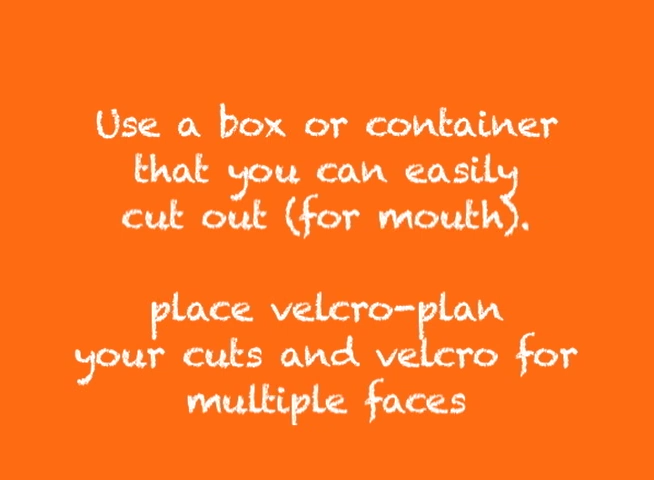 Use a box or container
that you can easily
cut out (for mouth).
place velcro-plan
your cuts and velcro for
multiple faces